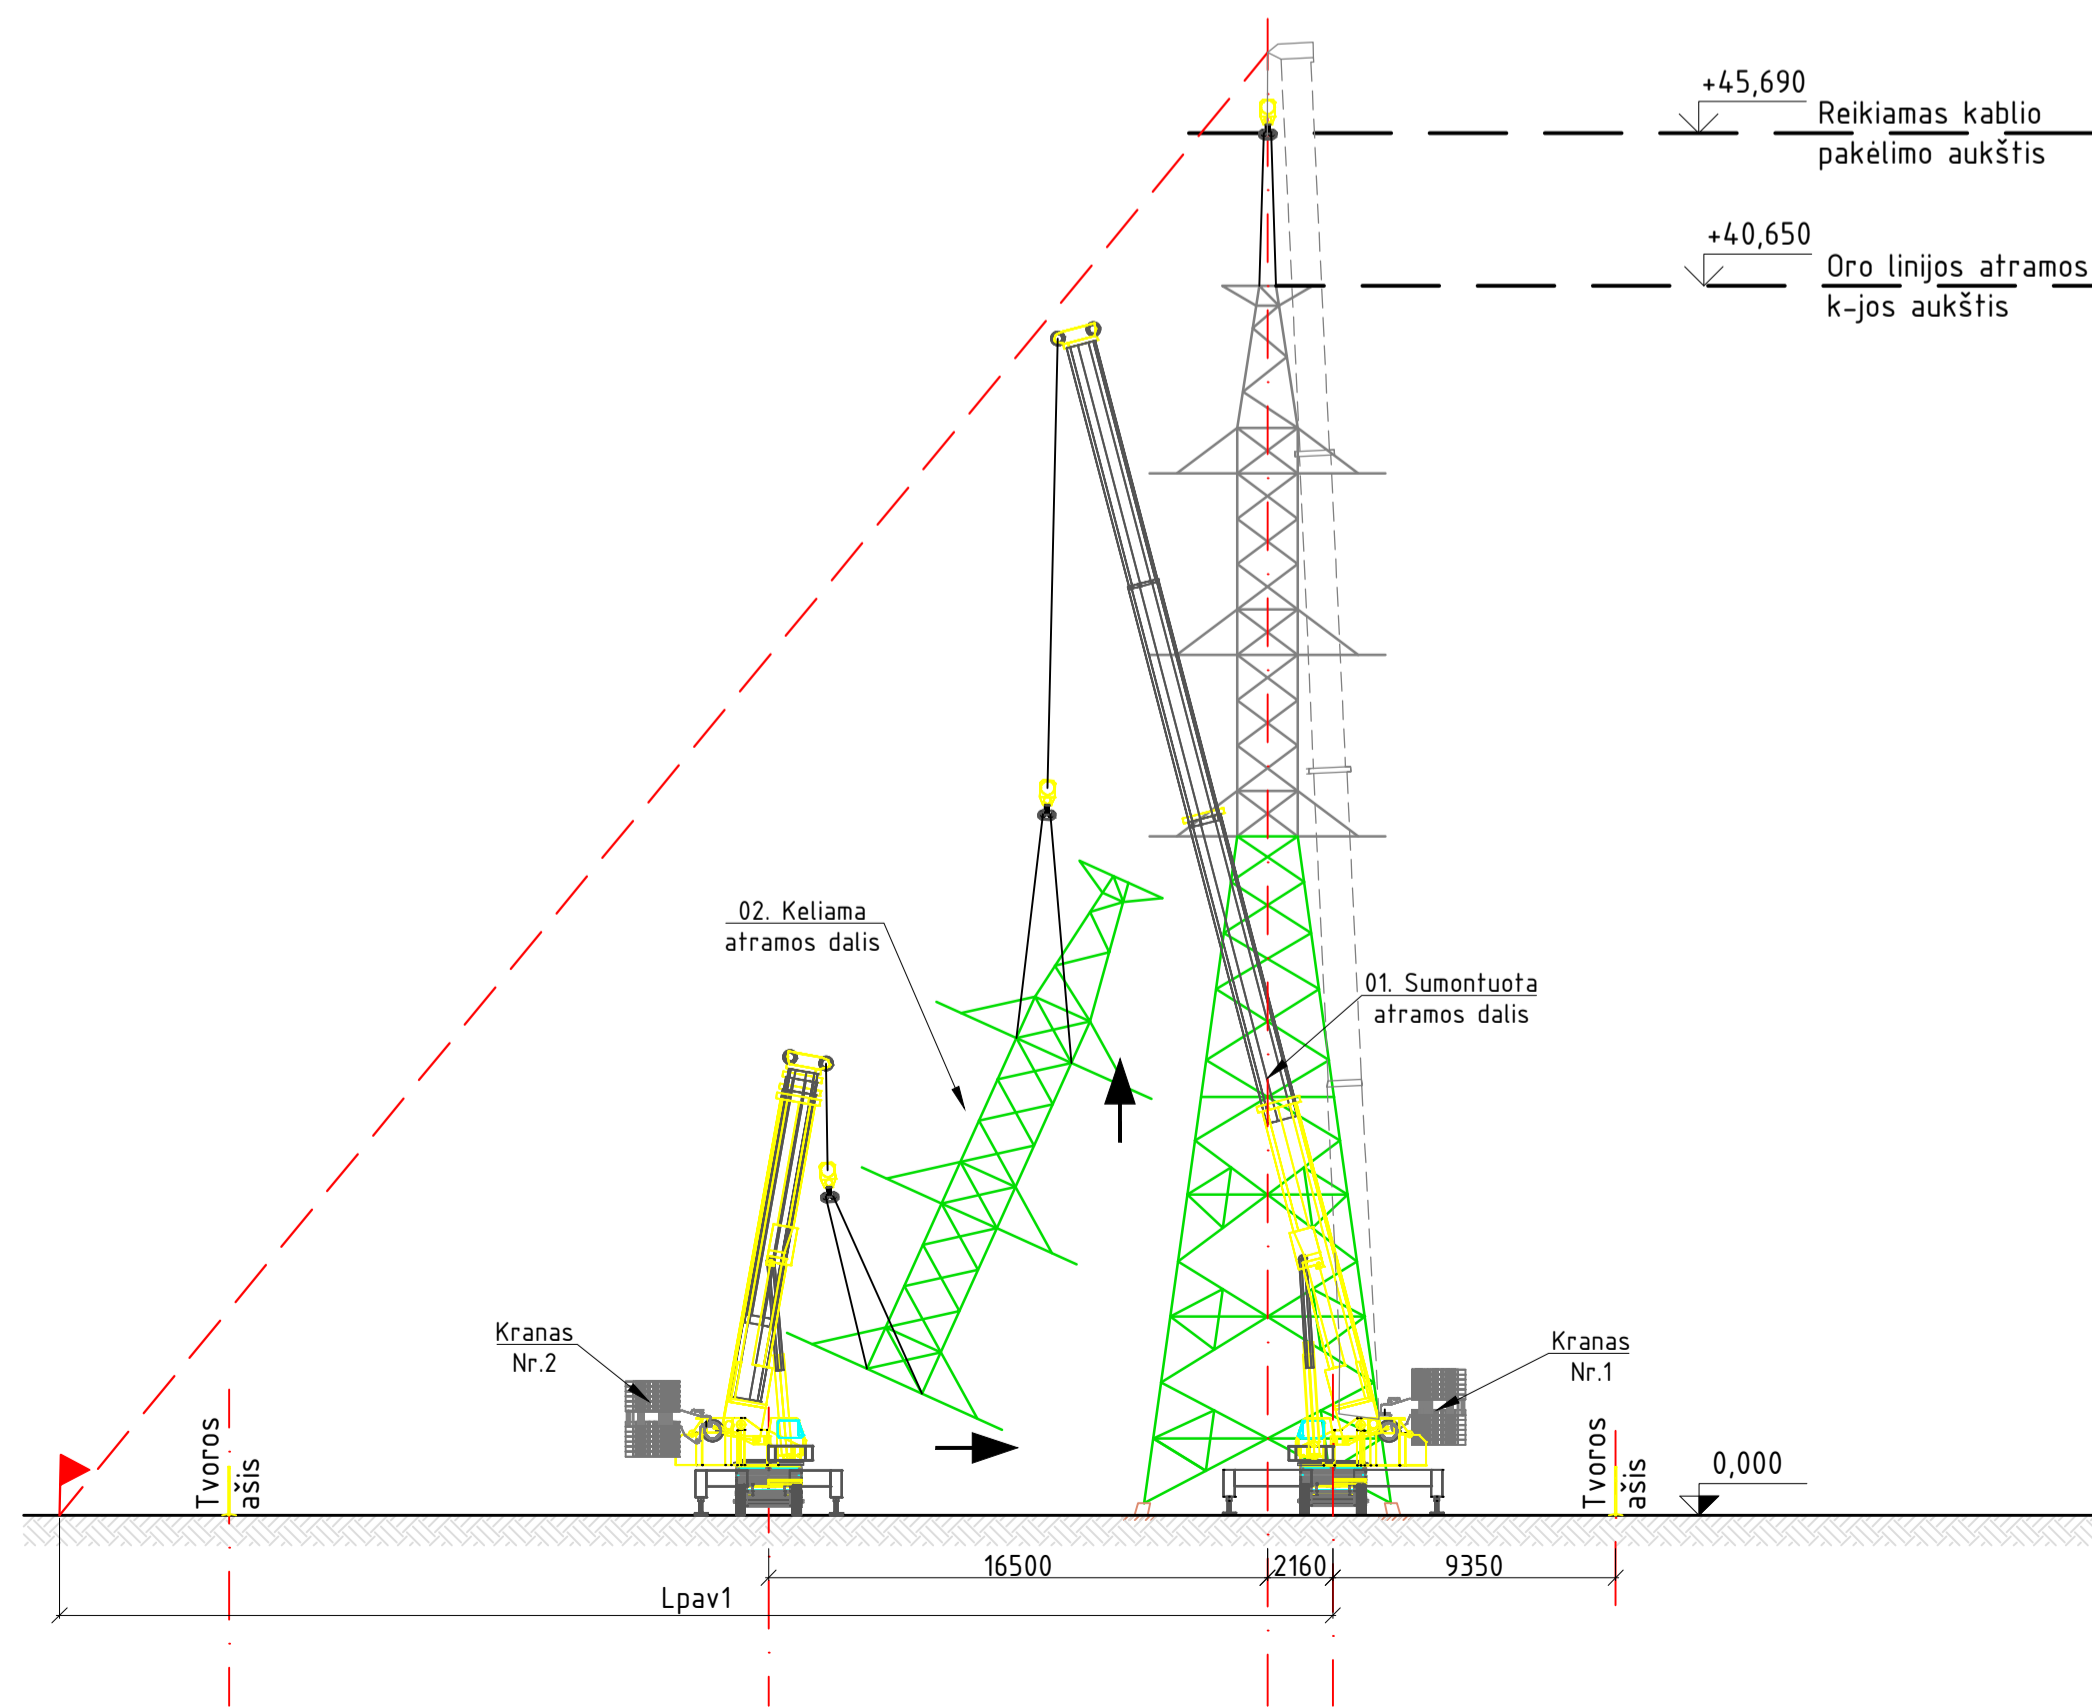 +45,690
Reikiamas kablio
pakėlimo aukštis
+40,650
Oro linijos atramos
k-jos aukštis
02. Keliama
atramos dalis
01. Sumontuota
atramos dalis
Kranas
Nr.2
Kranas
Nr.1
Tvoros
ašis
Tvoros
ašis
0,000
16500
2160
9350
Lpav1